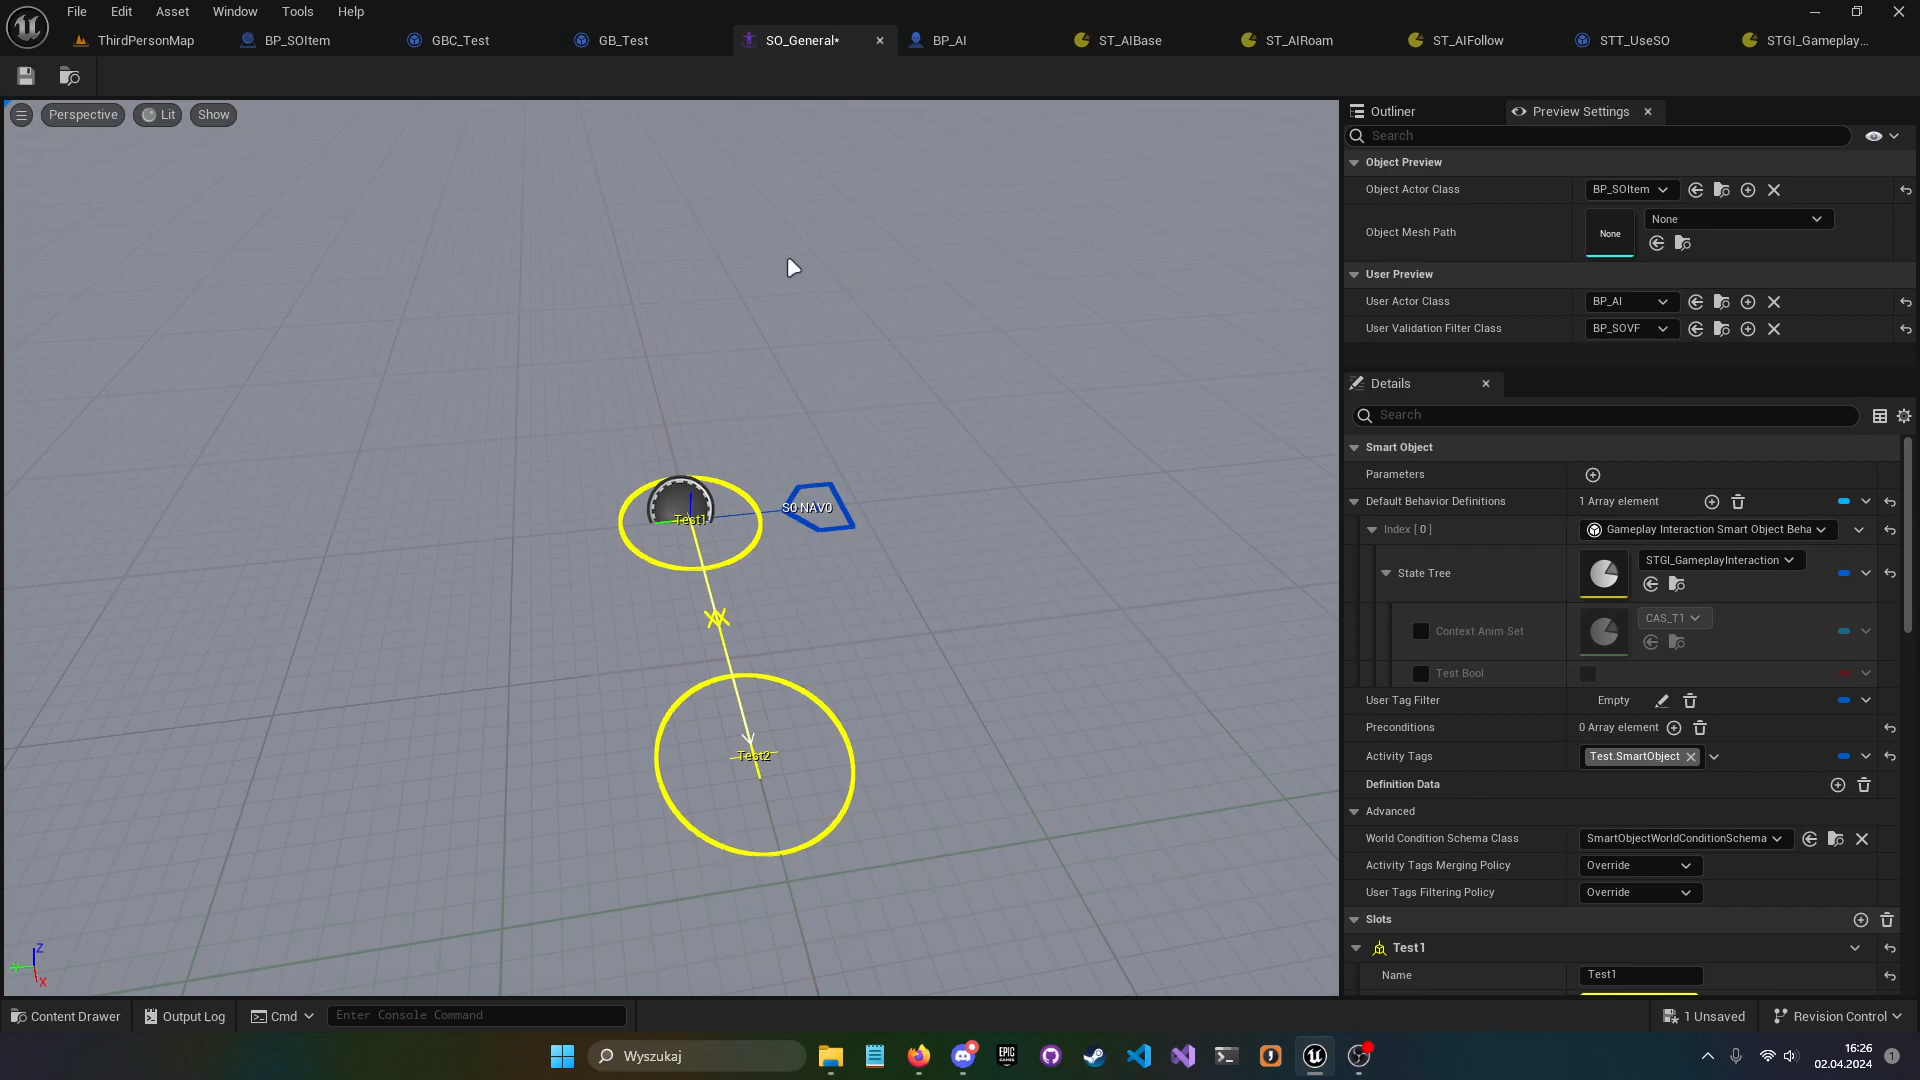 File Edit Asset Window Tools Help
ThirdPersonMap BP_SOItem GBC_Test GB_Test SO_General* BP_AI ST_AIBase ST_AIRoam ST_AIFollow STT_UseSO STGI_Gameplay...
Perspective Lit Show
Test1
SO NAV0
Test2
Z
Y
X
Outliner Preview Settings
Search
Object Preview
Object Actor Class BP_SOItem
Object Mesh Path None None
User Preview
User Actor Class BP_AI
User Validation Filter Class BP_SOVF
Details
Search
Smart Object
Parameters
Default Behavior Definitions 1 Array element
Index [ 0 ] Gameplay Interaction Smart Object Beha
State Tree STGI_GameplayInteraction
Context Anim Set CAS_T1
Test Bool
User Tag Filter Empty
Preconditions 0 Array element
Activity Tags Test.SmartObject
Definition Data
Advanced
World Condition Schema Class SmartObjectWorldConditionSchema
Activity Tags Merging Policy Override
User Tags Filtering Policy Override
Slots
Test1
Name Test1
Content Drawer Output Log Cmd Enter Console Command 1 Unsaved Revision Control
Wyszukaj
EPIC GAMES
16:26
02.04.2024
1